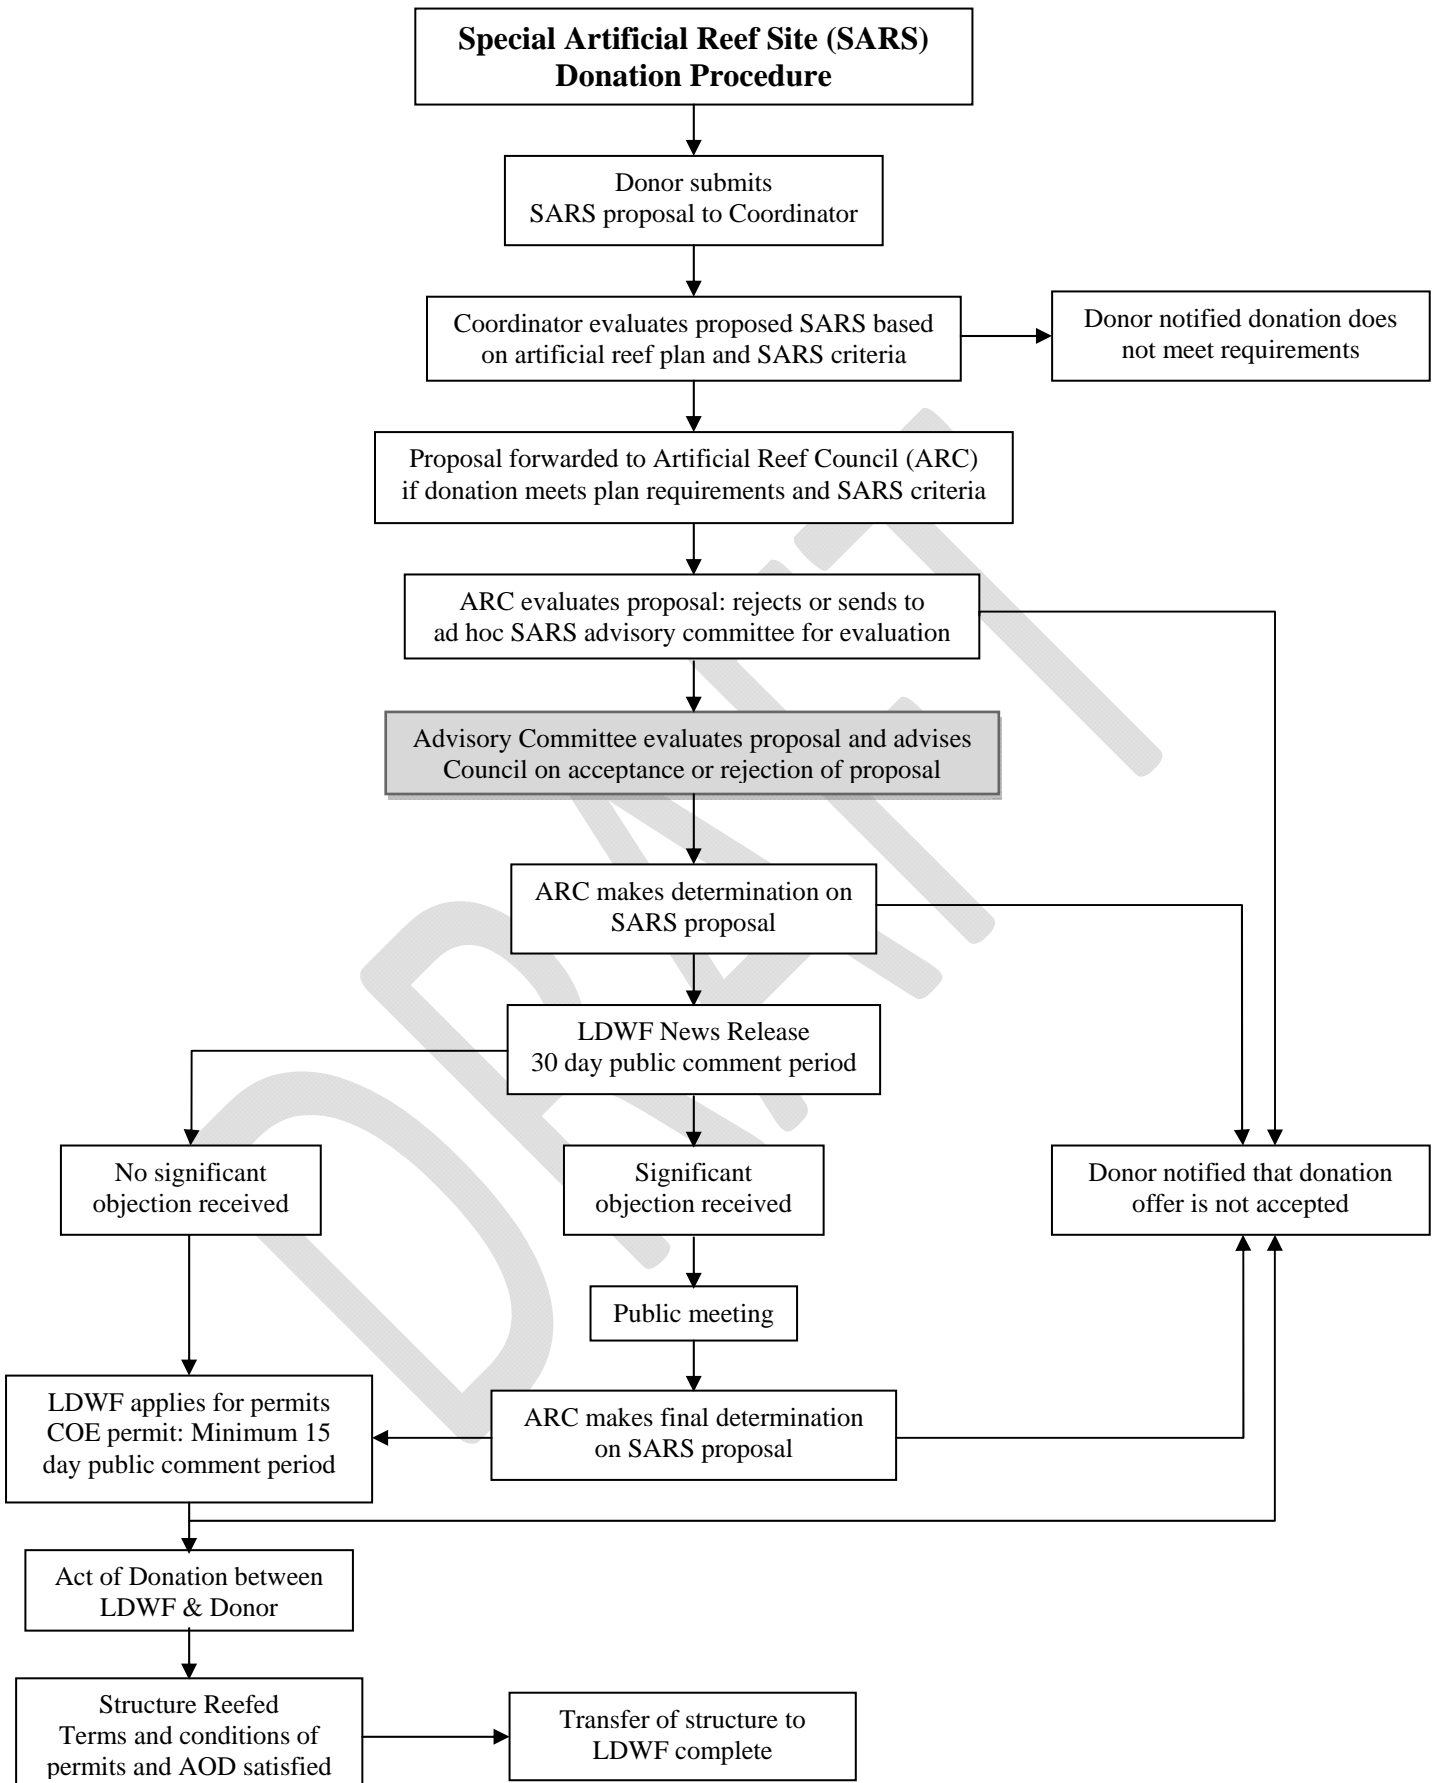 Special Artificial Reef Site (SARS)
Donation Procedure
Donor submits
SARS proposal to Coordinator
Coordinator evaluates proposed SARS based
on artificial reef plan and SARS criteria
Donor notified donation does
not meet requirements
Proposal forwarded to Artificial Reef Council (ARC)
if donation meets plan requirements and SARS criteria
ARC evaluates proposal: rejects or sends to
ad hoc SARS advisory committee for evaluation
Advisory Committee evaluates proposal and advises
Council on acceptance or rejection of proposal
ARC makes determination on
SARS proposal
LDWF News Release
30 day public comment period
No significant
objection received
Significant
objection received
Donor notified that donation
offer is not accepted
Public meeting
LDWF applies for permits
COE permit: Minimum 15
day public comment period
ARC makes final determination
on SARS proposal
Act of Donation between
LDWF & Donor
Structure Reefed
Terms and conditions of
permits and AOD satisfied
Transfer of structure to
LDWF complete
DRAFT